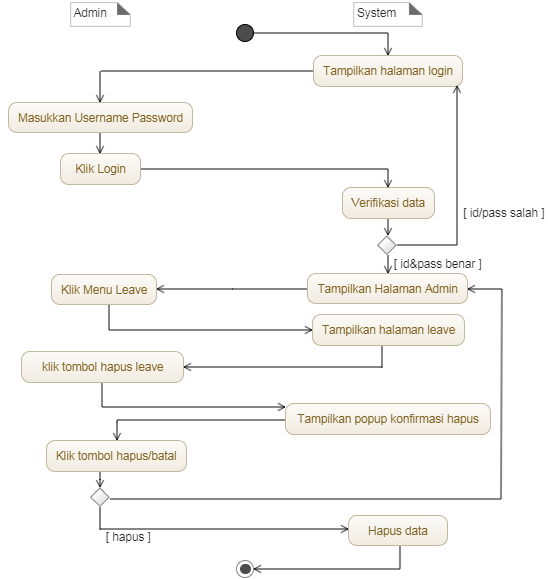 Admin
System
Tampilkan halaman login
Masukkan Username Password
Klik Login
Verifikasi data
[ id/pass salah ]
[ id&pass benar ]
Tampilkan Halaman Admin
Klik Menu Leave
Tampilkan halaman leave
klik tombol hapus leave
Tampilkan popup konfirmasi hapus
Klik tombol hapus/batal
[ hapus ]
Hapus data